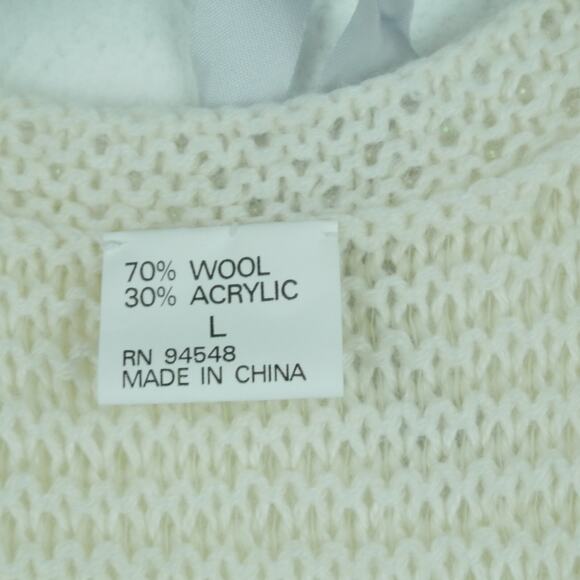 70% WOOL
30% ACRYLIC
L
RN 94548
MADE IN CHINA